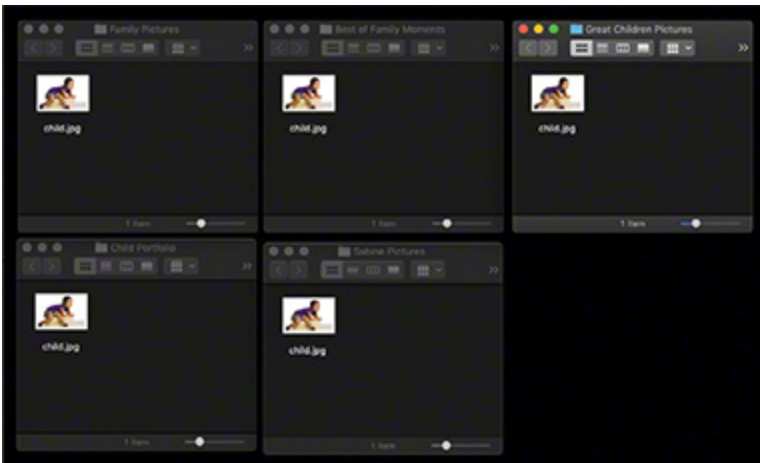 Family Pictures
Best of Family Moments
Great Children Pictures
child.jpg
child.jpg
child.jpg
1 item
1 item
1 item
Child Portfolio
Sabine Pictures
child.jpg
child.jpg
1 item
1 item